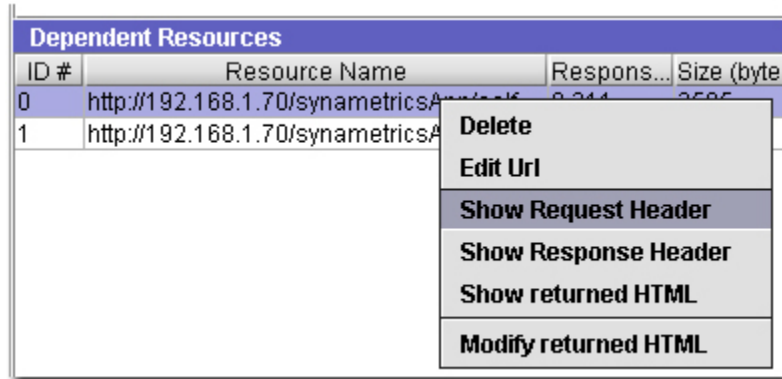 Dependent Resources
ID # Resource Name Respons... Size (byte
0 http://192.168.1.70/synametricsA
1 http://192.168.1.70/synametricsA
Delete
Edit Url
Show Request Header
Show Response Header
Show returned HTML
Modify returned HTML